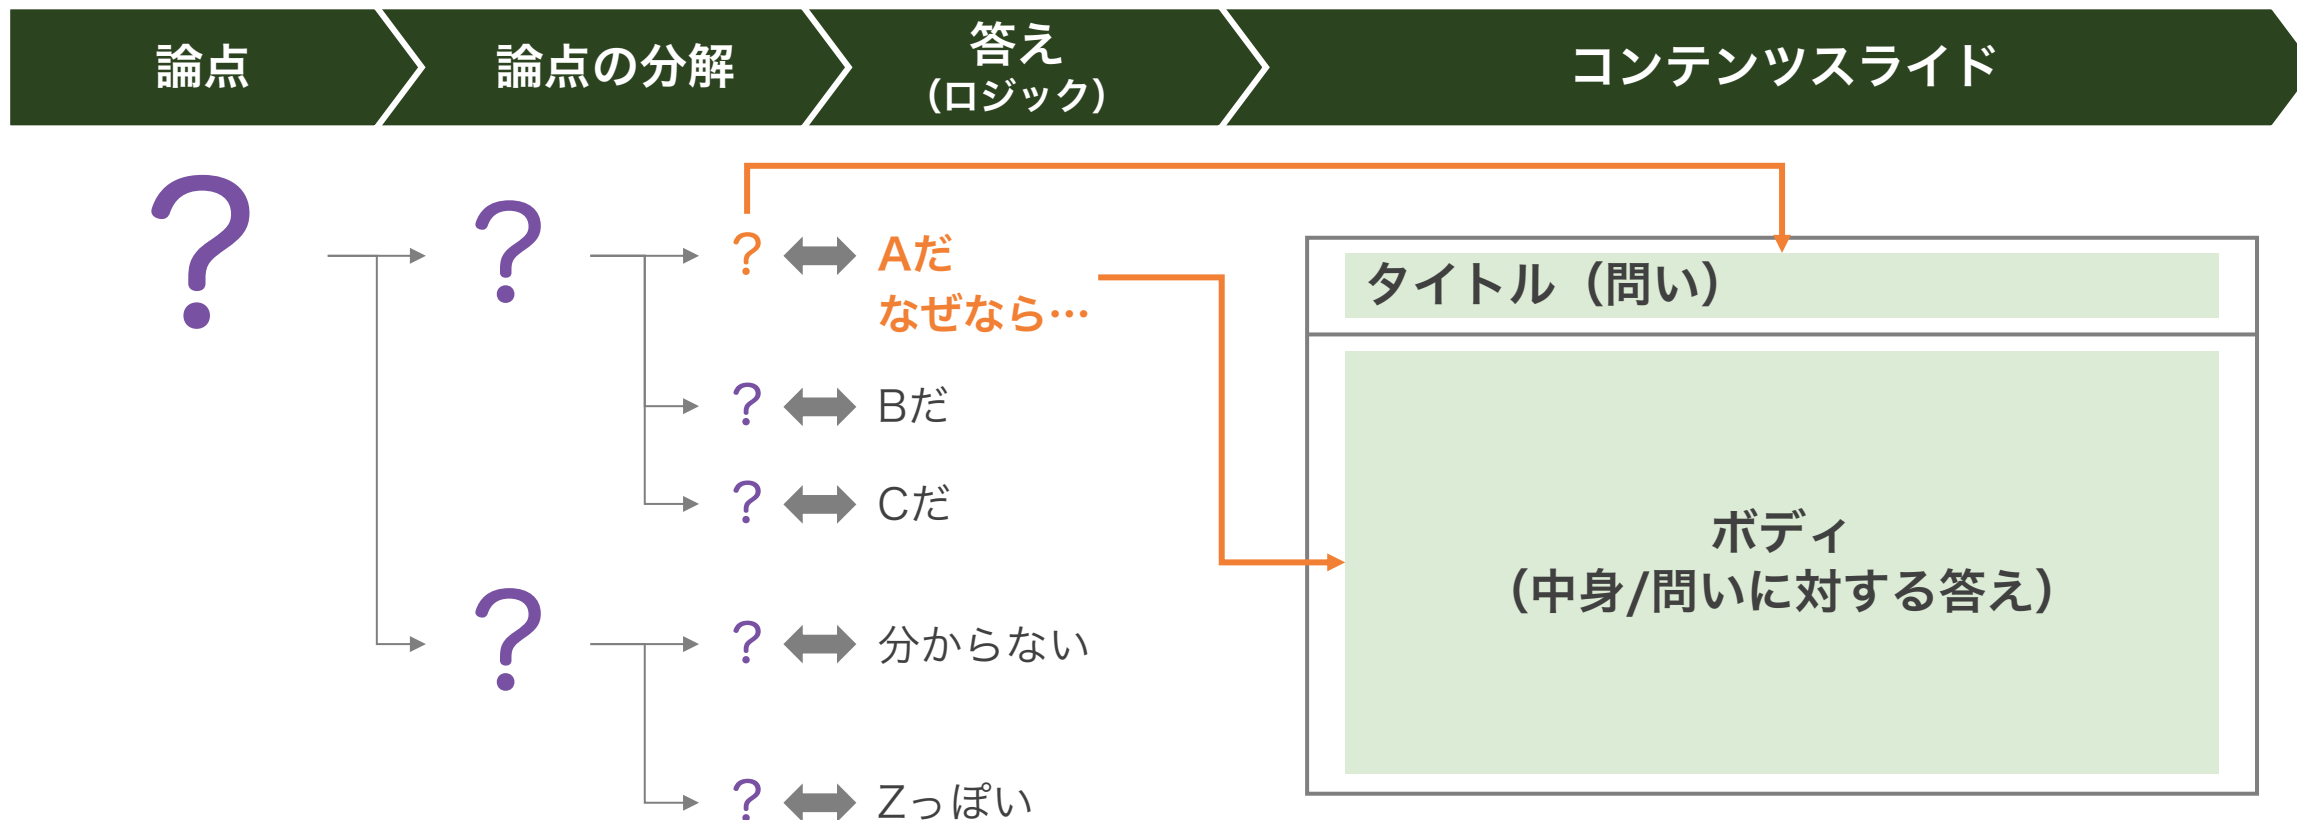 論点
論点の分解
答え
（ロジック）
コンテンツスライド
?
?
?
Aだ
なぜなら…
?
Bだ
?
Cだ
?
?
分からない
?
Zっぽい
タイトル（問い）
ボディ
（中身/問いに対する答え）